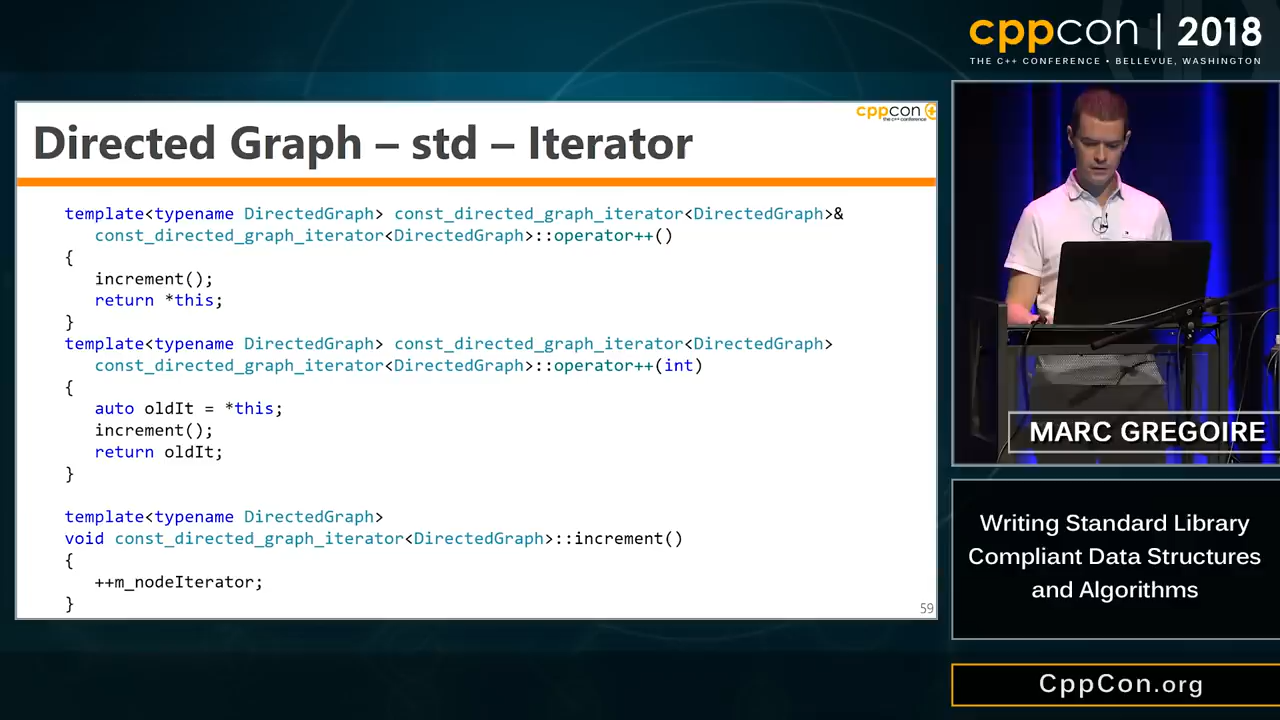 cppcon | 2018
THE C++ CONFERENCE • BELLEVUE, WASHINGTON
cppcon
the c++ conference
Directed Graph – std – Iterator
template<typename DirectedGraph> const_directed_graph_iterator<DirectedGraph>&
const_directed_graph_iterator<DirectedGraph>::operator++()
{
increment();
return *this;
}
template<typename DirectedGraph> const_directed_graph_iterator<DirectedGraph>
const_directed_graph_iterator<DirectedGraph>::operator++(int)
{
auto oldIt = *this;
increment();
return oldIt;
}
template<typename DirectedGraph>
void const_directed_graph_iterator<DirectedGraph>::increment()
{
++m_nodeIterator;
}
59
MARC GREGOIRE
Writing Standard Library
Compliant Data Structures
and Algorithms
CppCon.org